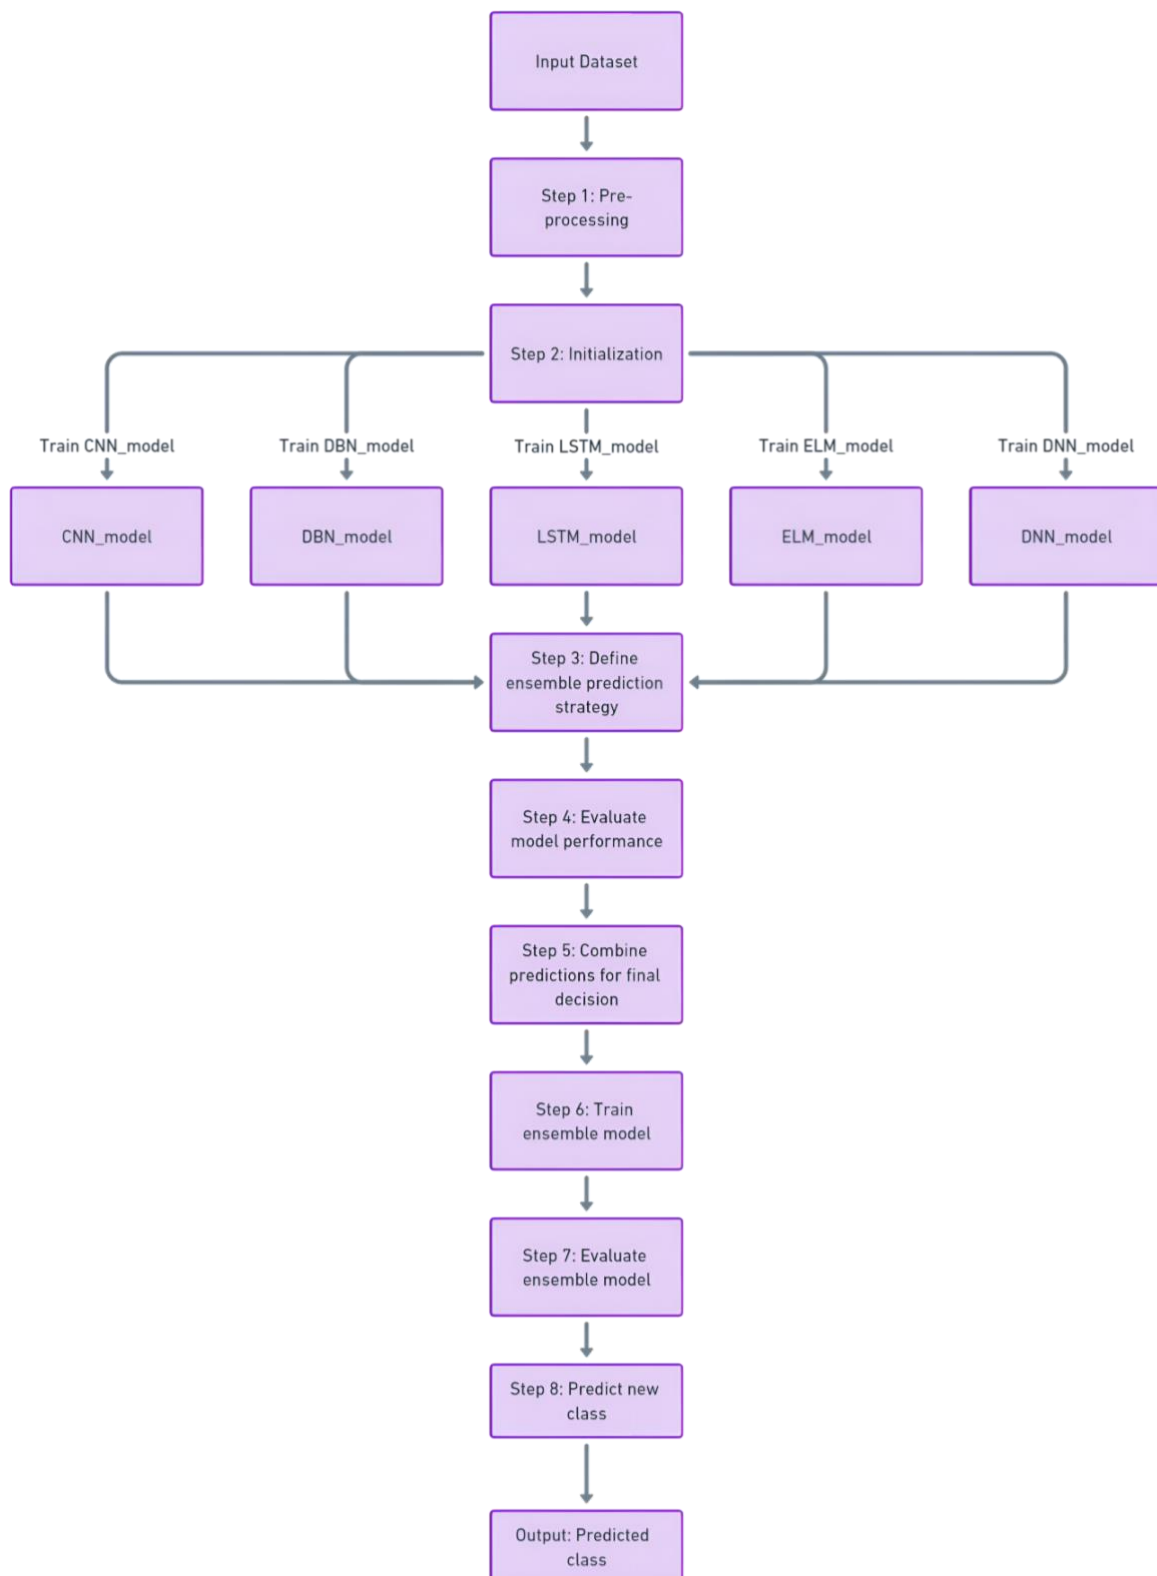 Input Dataset
Step 1: Pre-
processing
Step 2: Initialization
Train CNN_model
Train DBN_model
Train LSTM_model
Train ELM_model
Train DNN_model
CNN_model
DBN_model
LSTM_model
ELM_model
DNN_model
Step 3: Define
ensemble prediction
strategy
Step 4: Evaluate
model performance
Step 5: Combine
predictions for final
decision
Step 6: Train
ensemble model
Step 7: Evaluate
ensemble model
Step 8: Predict new
class
Output: Predicted
class